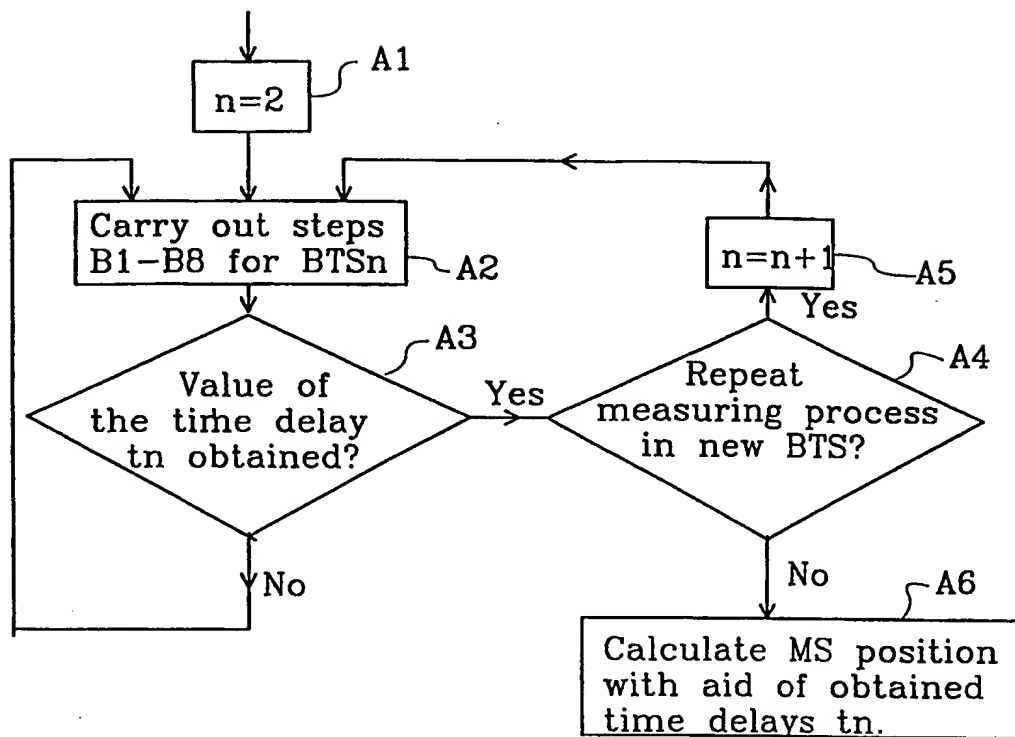 A1
n=2
Carry out steps
B1-B8 for BTSn
A2
n=n+1
A5
Yes
A3
Value of
the time delay
tn obtained?
Yes
A4
Repeat
measuring process
in new BTS?
No
No
A6
Calculate MS position
with aid of obtained
time delays tn.